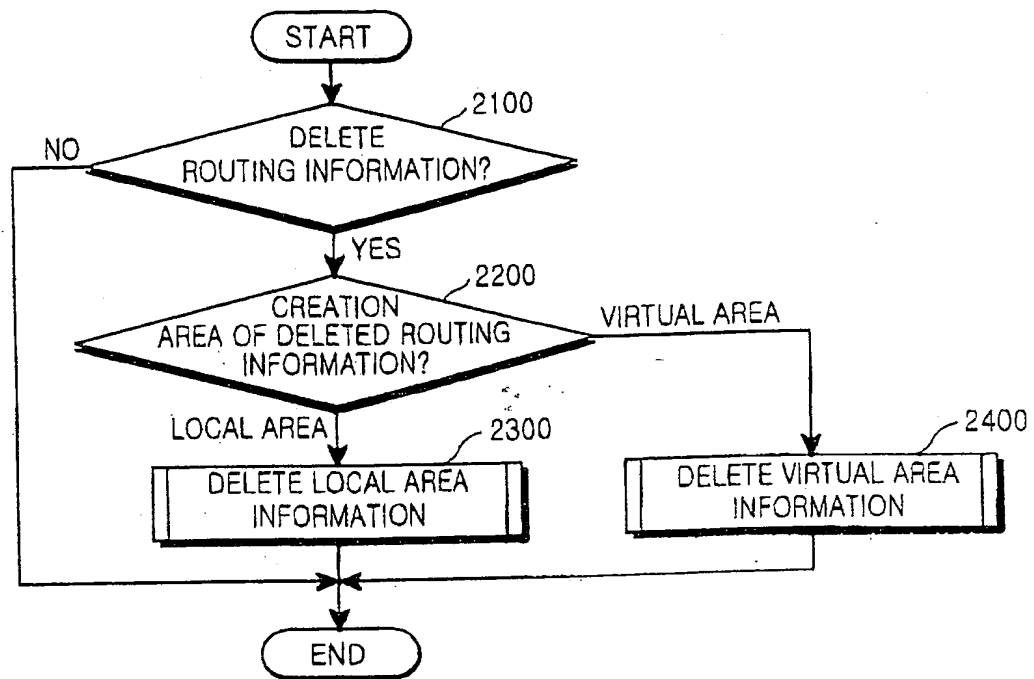 START
2100
DELETE
ROUTING INFORMATION?
NO
YES
2200
CREATION
AREA OF DELETED ROUTING
INFORMATION?
VIRTUAL AREA
LOCAL AREA
2300
DELETE LOCAL AREA
INFORMATION
2400
DELETE VIRTUAL AREA
INFORMATION
END